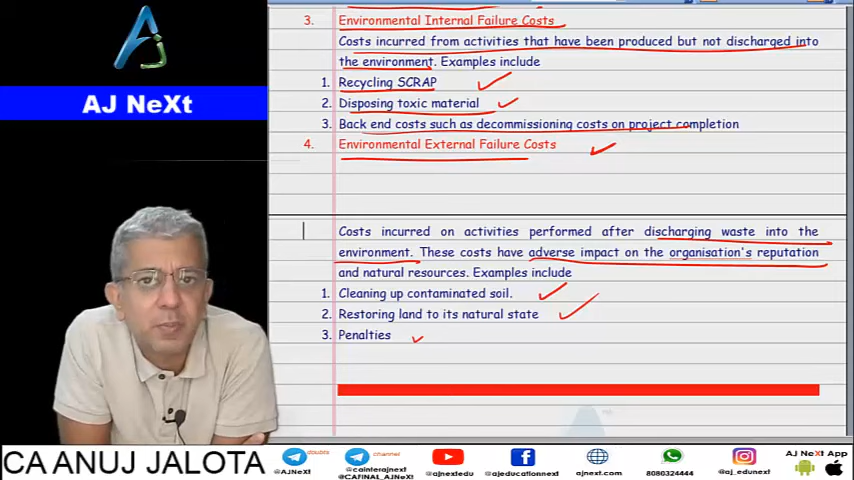 3. Environmental Internal Failure Costs
Costs incurred from activities that have been produced but not discharged into
the environment. Examples include
1. Recycling SCRAP
2. Disposing toxic material
3. Back end costs such as decommissioning costs on project completion
4. Environmental External Failure Costs
Costs incurred on activities performed after discharging waste into the
environment. These costs have adverse impact on the organisation's reputation
and natural resources. Examples include
1. Cleaning up contaminated soil.
2. Restoring land to its natural state
3. Penalties
AJ NeXt
CA ANUJ JALOTA
doubts
@AJNext
channel
@cainterajnext
@CAFINAL_AJNEXT
@ajnextedu
@ajeducationnext
ajnext.com
8080324444
@aj_edunext
AJ NeXt App